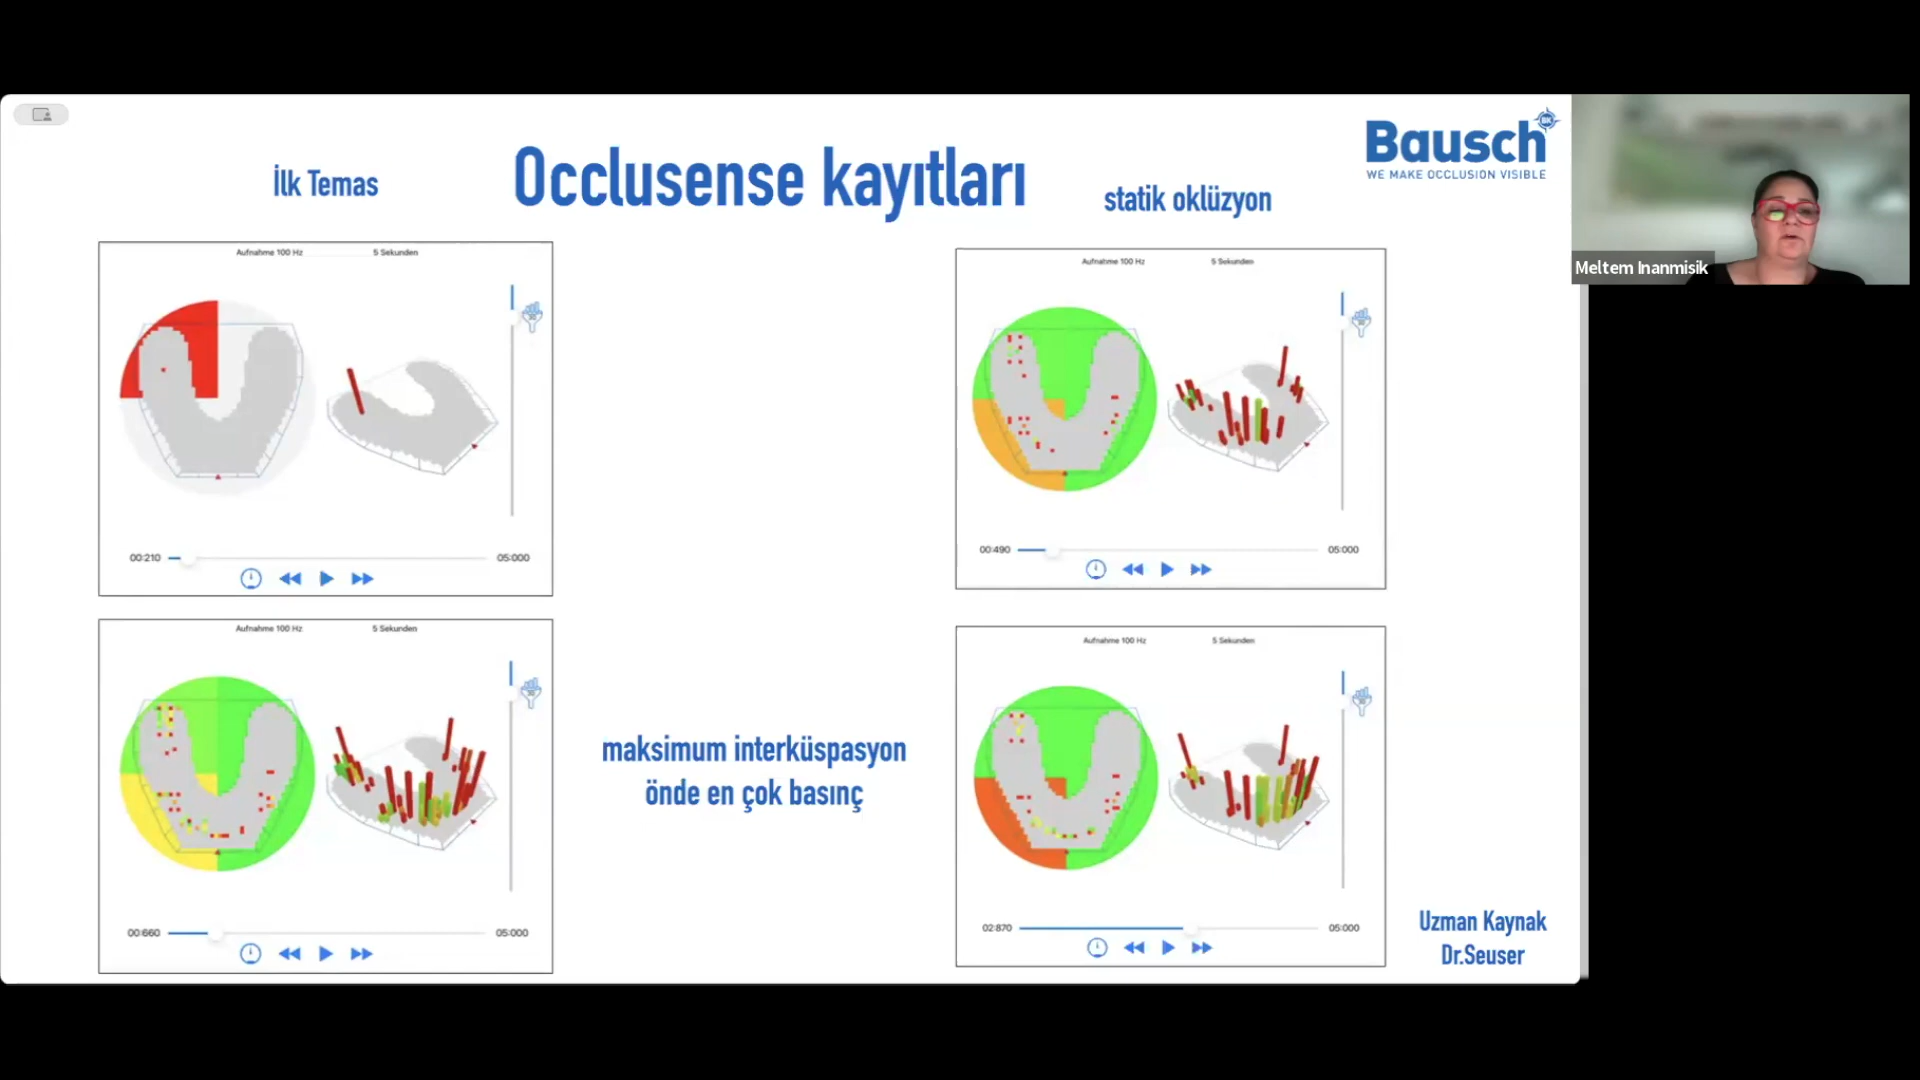 Occlusense kayıtları
Bausch
WE MAKE OCCLUSION VISIBLE
İlk Temas
statik oklüzyon
Meltem Inanmisik
Aufnahme 100 Hz 5 Sekunden
00:210 05:000
Aufnahme 100 Hz 5 Sekunden
00:490 05:000
Aufnahme 100 Hz 5 Sekunden
00:660 05:000
maksimum interküspasyon
önde en çok basınç
Aufnahme 100 Hz 5 Sekunden
02:870 05:000
Uzman Kaynak
Dr.Seuser